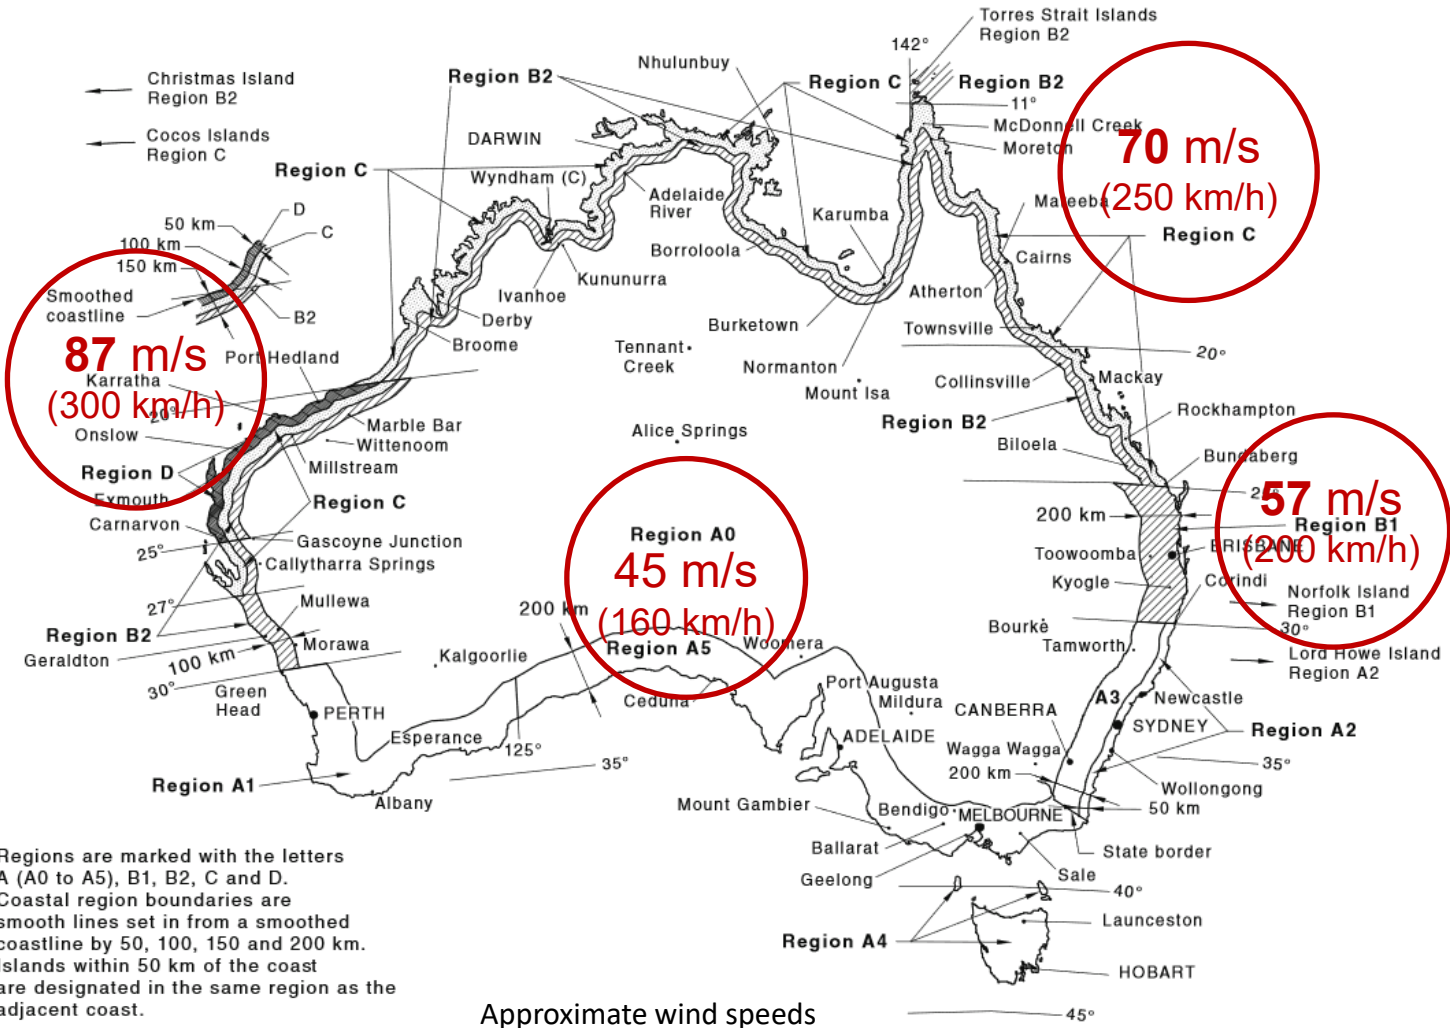 Torres Strait Islands
Region B2
142°
Nhulunbuy
Christmas Island
Region B2
Region B2
Region C
Region B2
11°
Cocos Islands
Region C
DARWIN
McDonnell Creek
Moreton
70 m/s
(250 km/h)
Region C
Wyndham (C)
Adelaide
River
Karumba
Mareeba
Region C
D
C
50 km
100 km
150 km
B2
Smoothed
coastline
Borroloola
Cairns
Kununurra
Ivanhoe
Atherton
Derby
Broome
Burketown
Townsville
87 m/s
(300 km/h)
Port Hedland
Karratha
20°
Tennant
Creek
Normanton
Mount Isa
20°
Collinsville
Mackay
Onslow
Marble Bar
Wittenoom
Millstream
Alice Springs
Region B2
Rockhampton
Biloela
Region D
Exmouth
Region C
Bundaberg
25°
57 m/s
(200 km/h)
Carnarvon
25°
Gascoyne Junction
Callytharra Springs
Region A0
45 m/s
(160 km/h)
200 km
Region B1
Toowoomba
BRISBANE
Kyogle
Corindi
27°
Mullewa
200 km
Norfolk Island
Region B1
Region B2
Geraldton
100 km
Morawa
30°
Bourke
30°
Kalgoorlie
Region A5
Woomera
Tamworth
Lord Howe Island
Region A2
Green
Head
Ceduna
Port Augusta
Mildura
A3
Newcastle
PERTH
CANBERRA
SYDNEY
Region A2
Esperance
125°
ADELAIDE
Wagga Wagga
35°
35°
Region A1
200 km
Wollongong
Albany
Mount Gambier
Bendigo
MELBOURNE
50 km
Ballarat
State border
Geelong
Sale
40°
Launceston
Region A4
HOBART
45°
Regions are marked with the letters
A (A0 to A5), B1, B2, C and D.
Coastal region boundaries are
smooth lines set in from a smoothed
coastline by 50, 100, 150 and 200 km.
Islands within 50 km of the coast
are designated in the same region as the
adjacent coast.
Approximate wind speeds